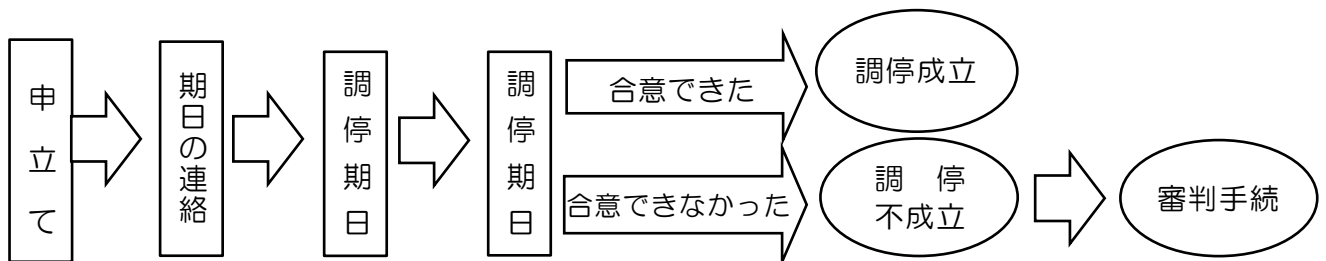 申立て
期日の連絡
調停期日
調停期日
合意できた
調停成立
合意できなかった
調　停
不成立
審判手続